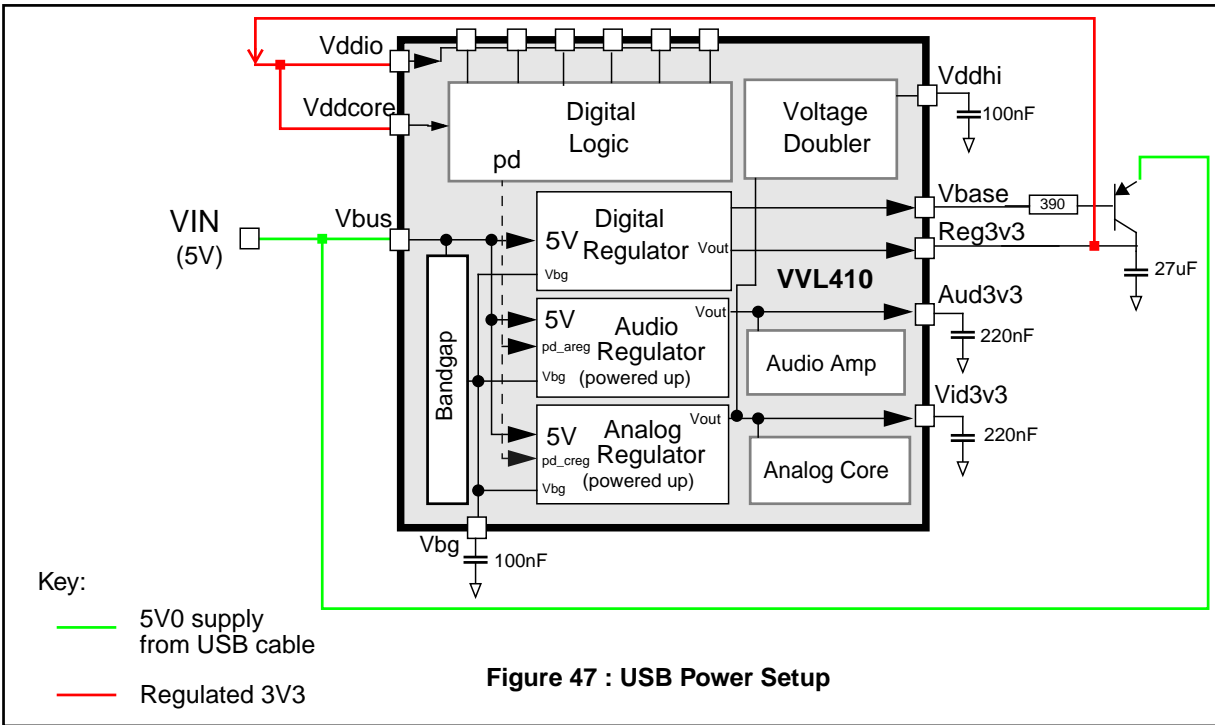 Vddio
Vddcore
Digital
Logic
pd
Voltage
Doubler
Vddhi
100nF
VIN
(5V)
Vbus
5V
Digital
Regulator
Vout
Vbg
Vbase
390
Reg3v3
27uF
VVL410
Bandgap
5V
Audio
Regulator
(powered up)
Vout
pd_areg
Vbg
Audio Amp
Aud3v3
220nF
5V
Analog
Regulator
(powered up)
Vout
pd_creg
Vbg
Analog Core
Vid3v3
220nF
Vbg
100nF
Key:
5V0 supply
from USB cable
Regulated 3V3
Figure 47 : USB Power Setup